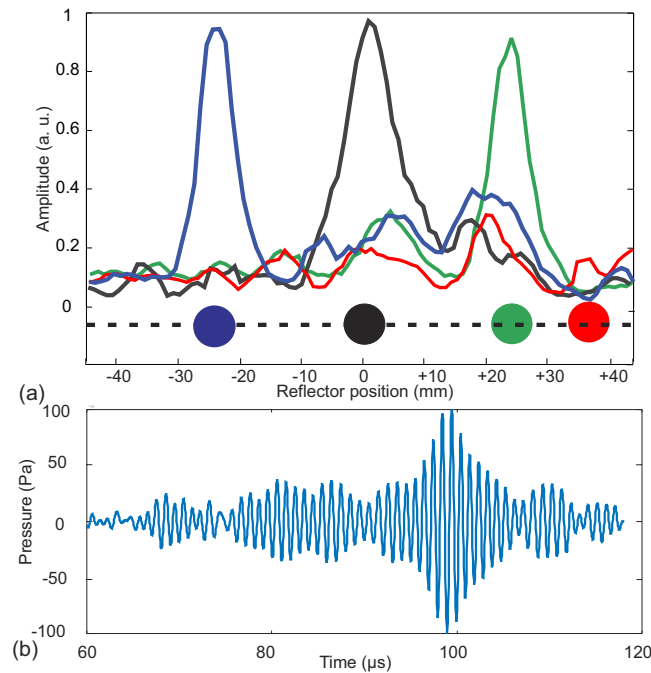 1
0.8
0.6
0.4
0.2
0
Amplitude (a. u.)
-40 -30 -20 -10 0 +10 +20 +30 +40
Reflector position (mm)
(a)
100
50
0
-50
-100
Pressure (Pa)
60 80 100 120
Time (µs)
(b)